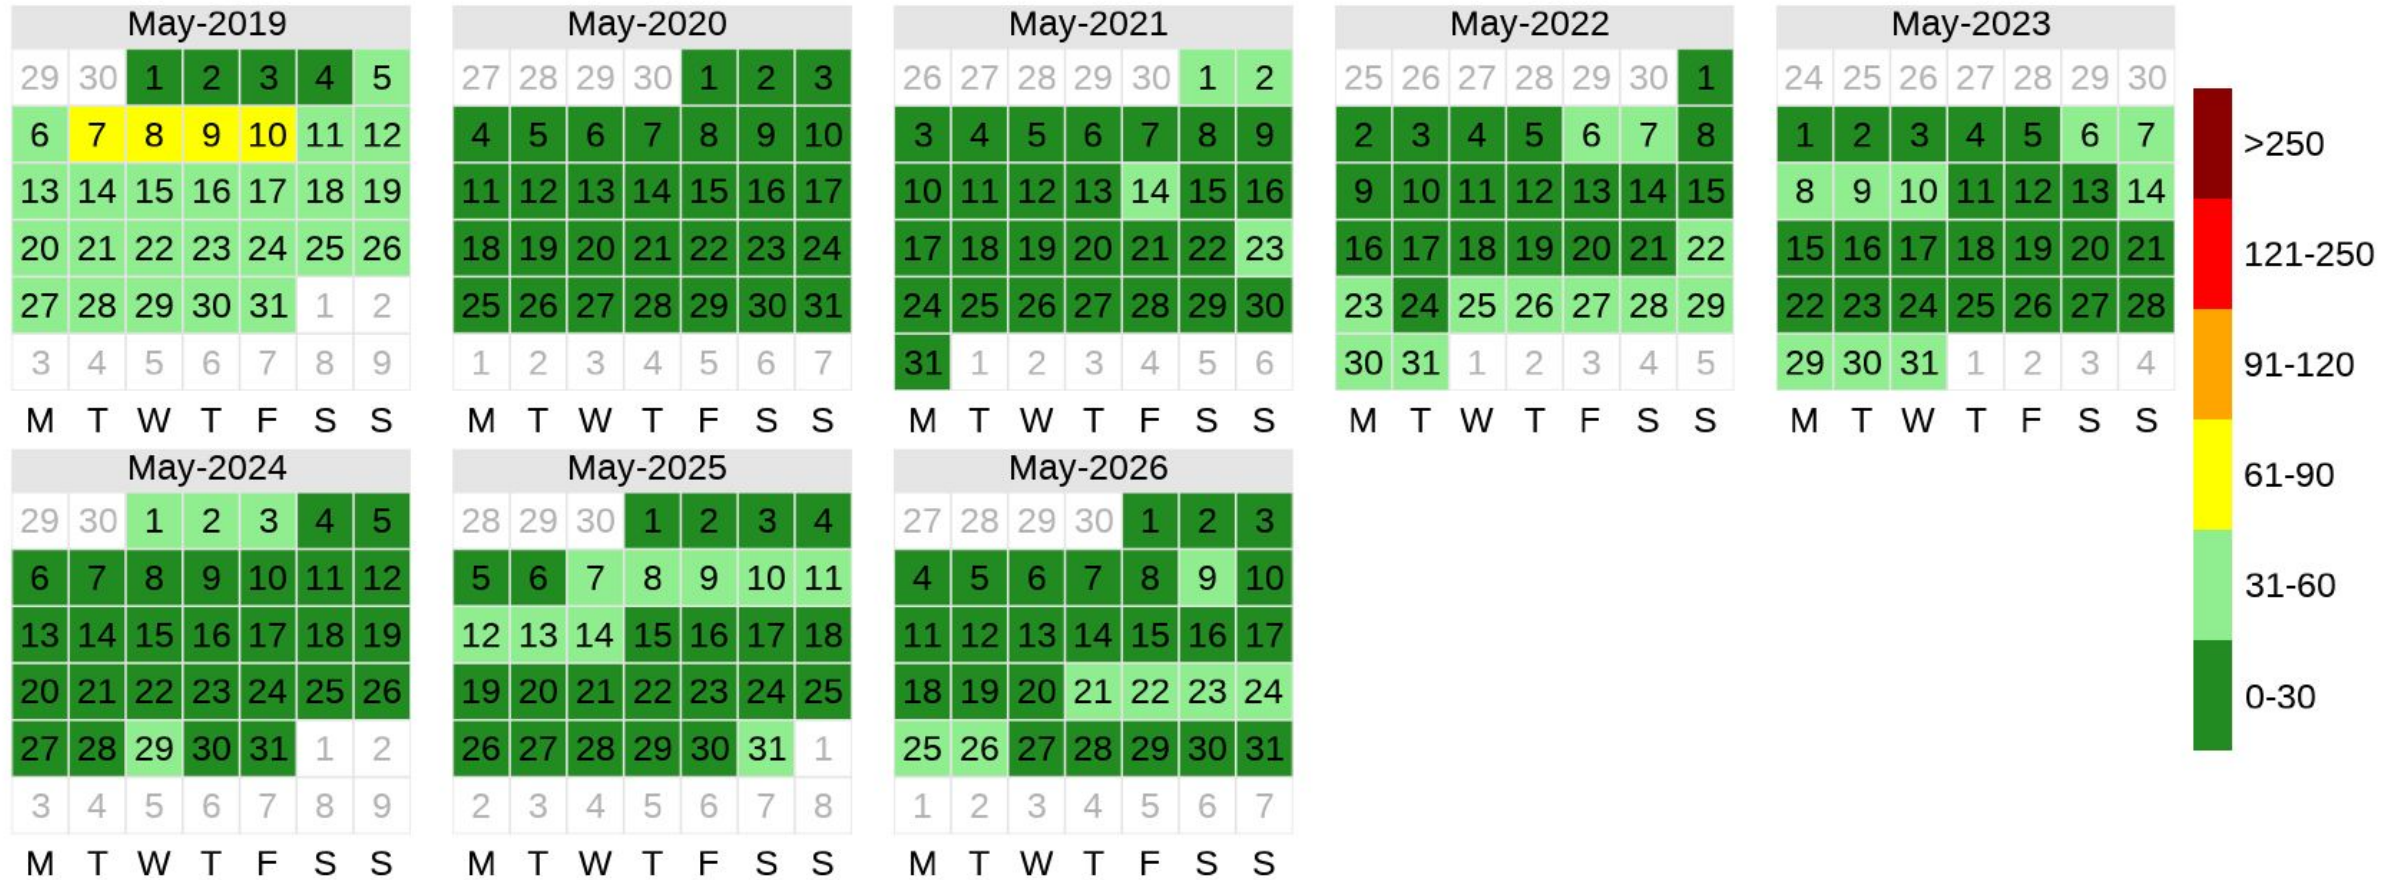 May-2019
29 30 1 2 3 4 5
6 7 8 9 10 11 12
13 14 15 16 17 18 19
20 21 22 23 24 25 26
27 28 29 30 31 1 2
3 4 5 6 7 8 9
M T W T F S S
May-2020
27 28 29 30 1 2 3
4 5 6 7 8 9 10
11 12 13 14 15 16 17
18 19 20 21 22 23 24
25 26 27 28 29 30 31
1 2 3 4 5 6 7
M T W T F S S
May-2021
26 27 28 29 30 1 2
3 4 5 6 7 8 9
10 11 12 13 14 15 16
17 18 19 20 21 22 23
24 25 26 27 28 29 30
31 1 2 3 4 5 6
M T W T F S S
May-2022
25 26 27 28 29 30 1
2 3 4 5 6 7 8
9 10 11 12 13 14 15
16 17 18 19 20 21 22
23 24 25 26 27 28 29
30 31 1 2 3 4 5
M T W T F S S
May-2023
24 25 26 27 28 29 30
1 2 3 4 5 6 7
8 9 10 11 12 13 14
15 16 17 18 19 20 21
22 23 24 25 26 27 28
29 30 31 1 2 3 4
M T W T F S S
May-2024
29 30 1 2 3 4 5
6 7 8 9 10 11 12
13 14 15 16 17 18 19
20 21 22 23 24 25 26
27 28 29 30 31 1 2
3 4 5 6 7 8 9
M T W T F S S
May-2025
28 29 30 1 2 3 4
5 6 7 8 9 10 11
12 13 14 15 16 17 18
19 20 21 22 23 24 25
26 27 28 29 30 31 1
2 3 4 5 6 7 8
M T W T F S S
May-2026
27 28 29 30 1 2 3
4 5 6 7 8 9 10
11 12 13 14 15 16 17
18 19 20 21 22 23 24
25 26 27 28 29 30 31
1 2 3 4 5 6 7
M T W T F S S
>250
121-250
91-120
61-90
31-60
0-30